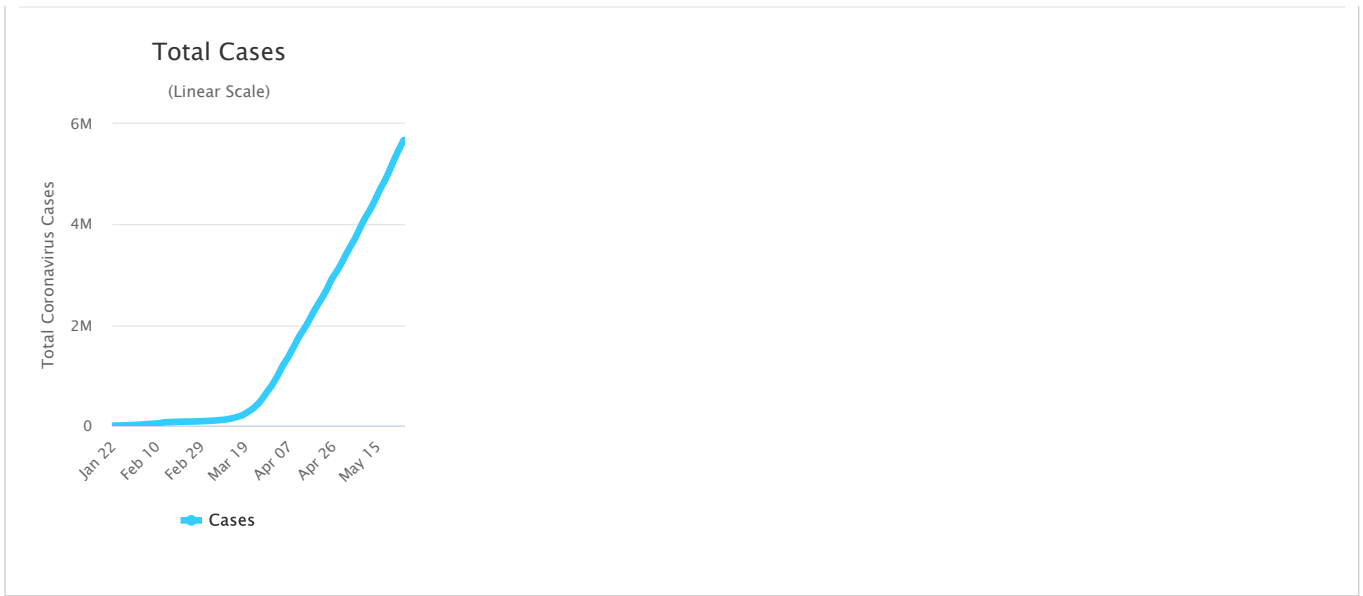 Total Cases
(Linear Scale)
Total Coronavirus Cases
6M
4M
2M
0
Jan 22
Feb 10
Feb 29
Mar 19
Apr 07
Apr 26
May 15
Cases